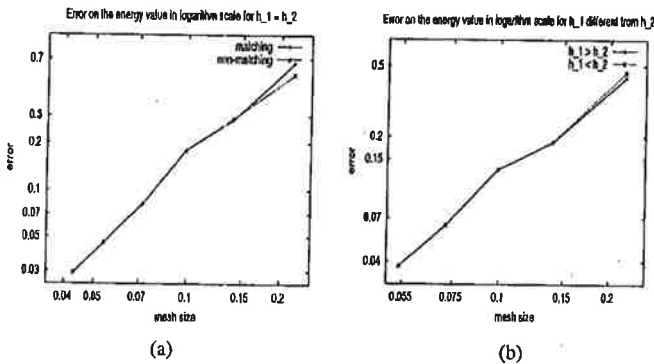 Error on the energy value in logaritive scale for h_1 = h_2
0.7
0.3
0.2
0.1
0.07
0.05
0.03
error
matching
non-matching
0.04 0.05 0.07 0.1 0.15 0.2
mesh size
(a)
Error on the energy value in logaritive scale for h_1 different from h_2
0.5
0.2
0.15
0.07
0.04
error
h_1 > h_2
h_1 < h_2
0.055 0.075 0.1 0.15 0.2
mesh size
(b)